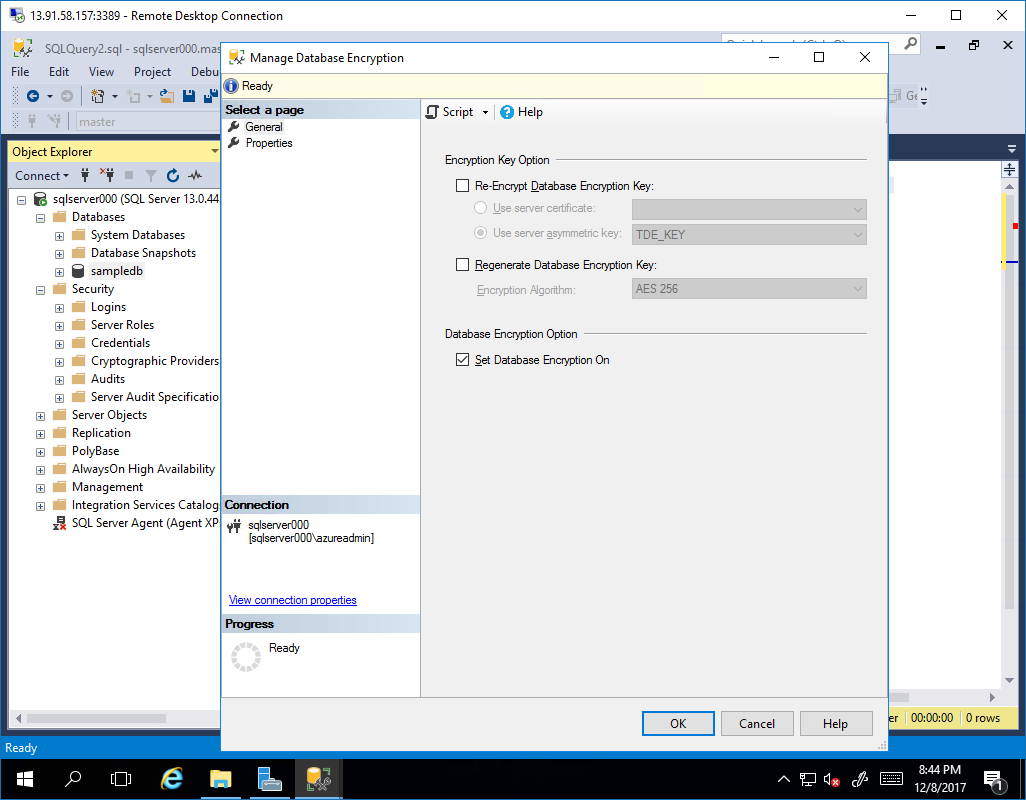 13.91.58.157:3389 - Remote Desktop Connection
SQLQuery2.sql - sqlserver000.mas
File Edit View Project Debu
master
Object Explorer
Connect
sqlserver000 (SQL Server 13.0.44
Databases
System Databases
Database Snapshots
sampledb
Security
Logins
Server Roles
Credentials
Cryptographic Providers
Audits
Server Audit Specificatio
Server Objects
Replication
PolyBase
AlwaysOn High Availability
Management
Integration Services Catalog
SQL Server Agent (Agent XP
Manage Database Encryption
Ready
Select a page
General
Properties
Connection
sqlserver000
[sqlserver000\azureadmin]
View connection properties
Progress
Ready
Script Help
Encryption Key Option
Re-Encrypt Database Encryption Key:
Use server certificate:
Use server asymmetric key: TDE_KEY
Regenerate Database Encryption Key:
Encryption Algorithm: AES 256
Database Encryption Option
Set Database Encryption On
OK Cancel Help
Ge
er 00:00:00 0 rows
Ready
8:44 PM
12/8/2017
1